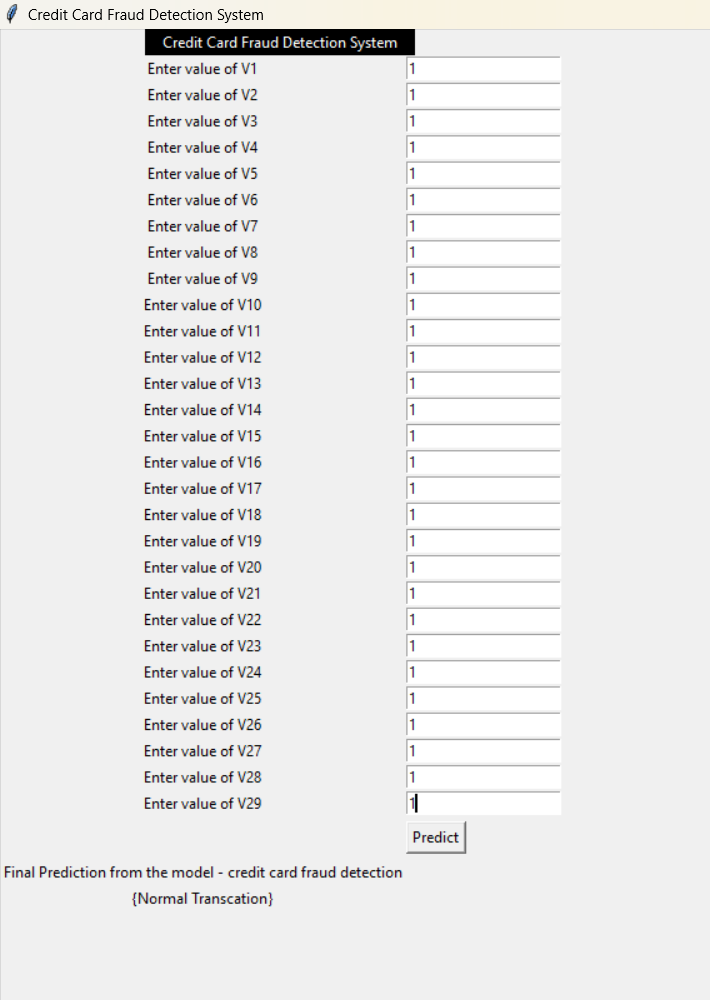 Credit Card Fraud Detection System
Credit Card Fraud Detection System
Enter value of V1 1
Enter value of V2 1
Enter value of V3 1
Enter value of V4 1
Enter value of V5 1
Enter value of V6 1
Enter value of V7 1
Enter value of V8 1
Enter value of V9 1
Enter value of V10 1
Enter value of V11 1
Enter value of V12 1
Enter value of V13 1
Enter value of V14 1
Enter value of V15 1
Enter value of V16 1
Enter value of V17 1
Enter value of V18 1
Enter value of V19 1
Enter value of V20 1
Enter value of V21 1
Enter value of V22 1
Enter value of V23 1
Enter value of V24 1
Enter value of V25 1
Enter value of V26 1
Enter value of V27 1
Enter value of V28 1
Enter value of V29 1
Predict
Final Prediction from the model - credit card fraud detection
{Normal Transcation}